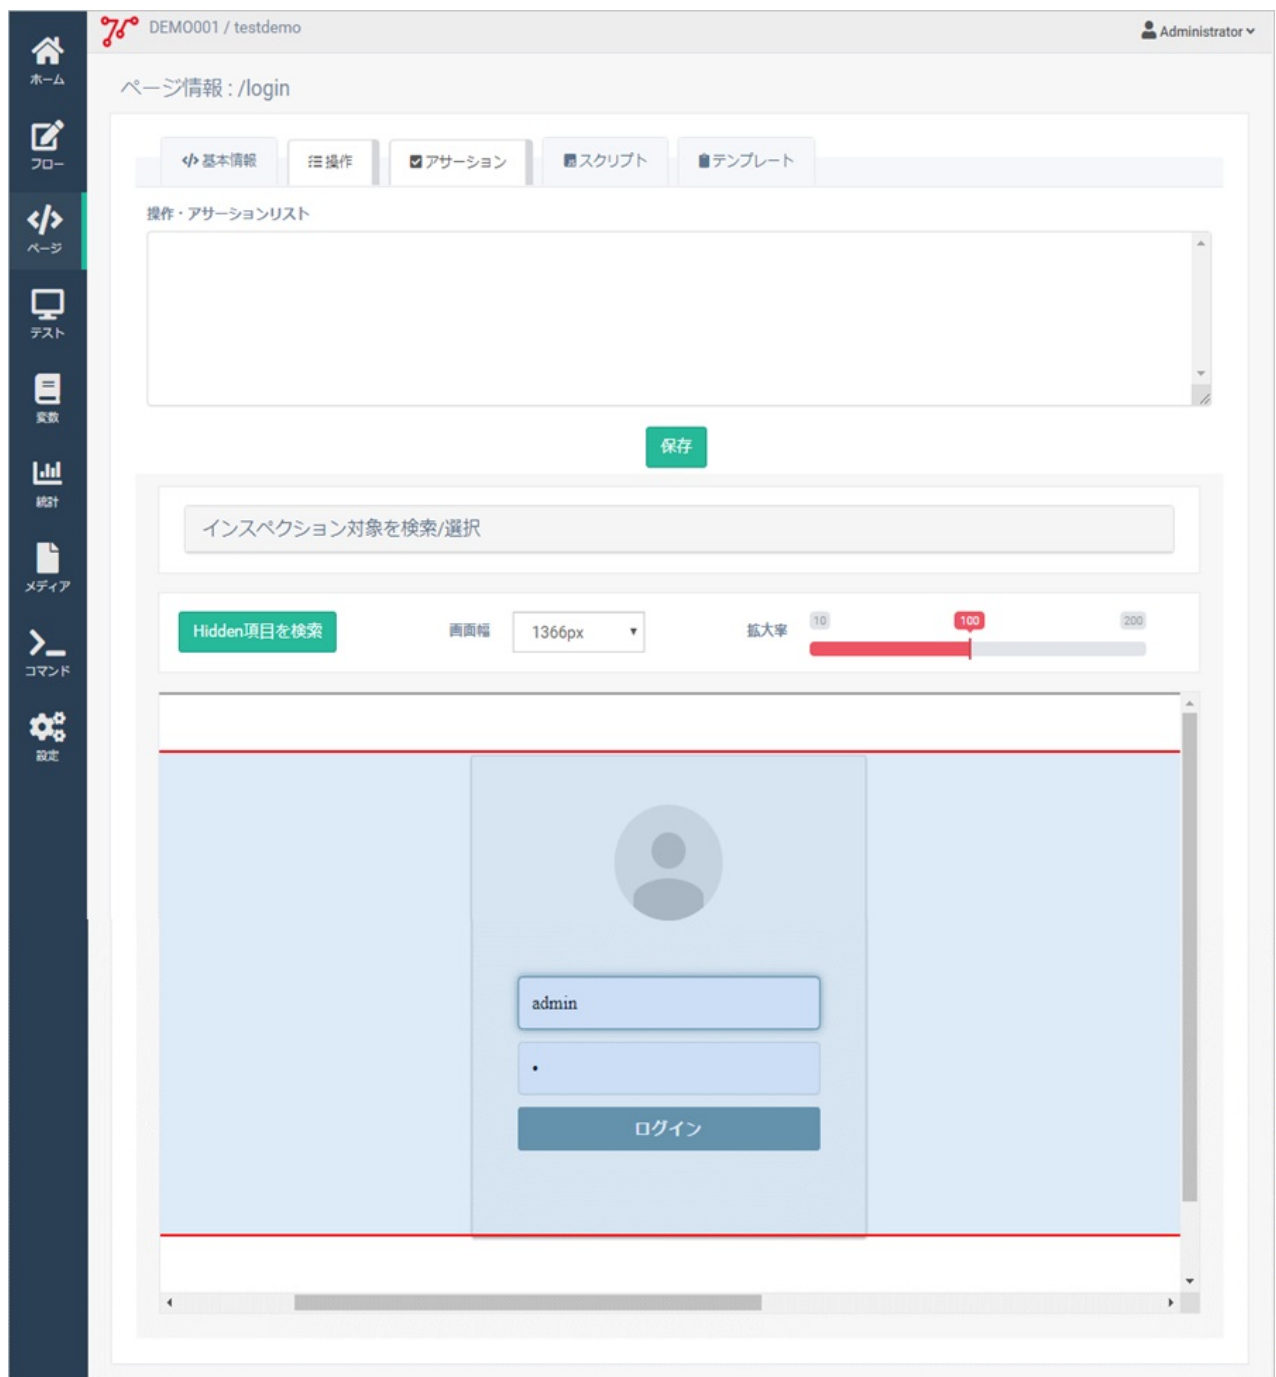 DEMO001 / testdemo
Administrator
ホーム
フロー
ページ
テスト
変数
統計
メディア
コマンド
設定
ページ情報 : /login
基本情報
操作
アサーション
スクリプト
テンプレート
操作・アサーションリスト
保存
インスペクション対象を検索/選択
Hidden項目を検索
画面幅
1366px
拡大率
10
100
200
admin
•
ログイン